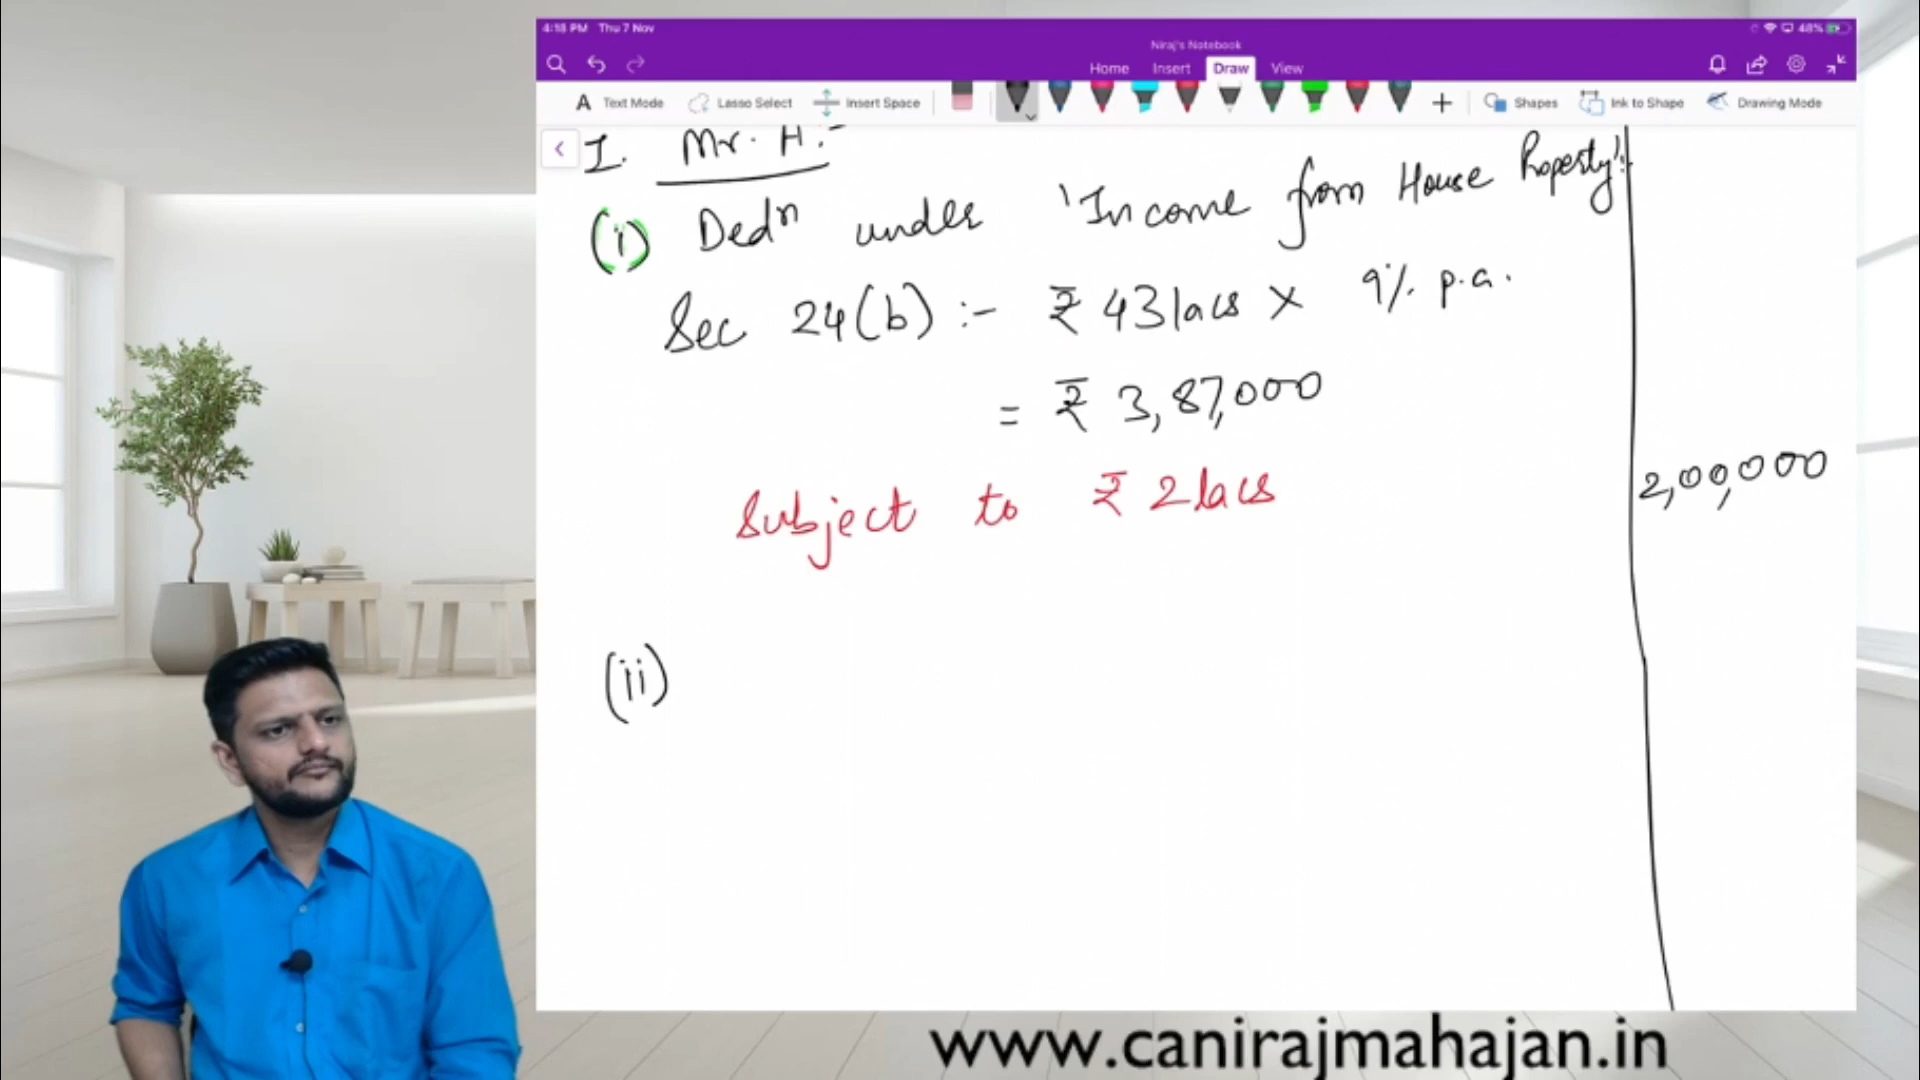 4:18 PM Thu 7 Nov
48%
Niraj's Notebook
Home Insert Draw View
A Text Mode Lasso Select Insert Space Shapes Ink to Shape Drawing Mode
I. Mr. H:-
(i) Dedⁿ under 'Income from House Property':
Sec 24(b) :- ₹ 43 lacs × 9% p.a.
= ₹ 3,87,000
Subject to ₹ 2 lacs 2,00,000
(ii)
www.canirajmahajan.in